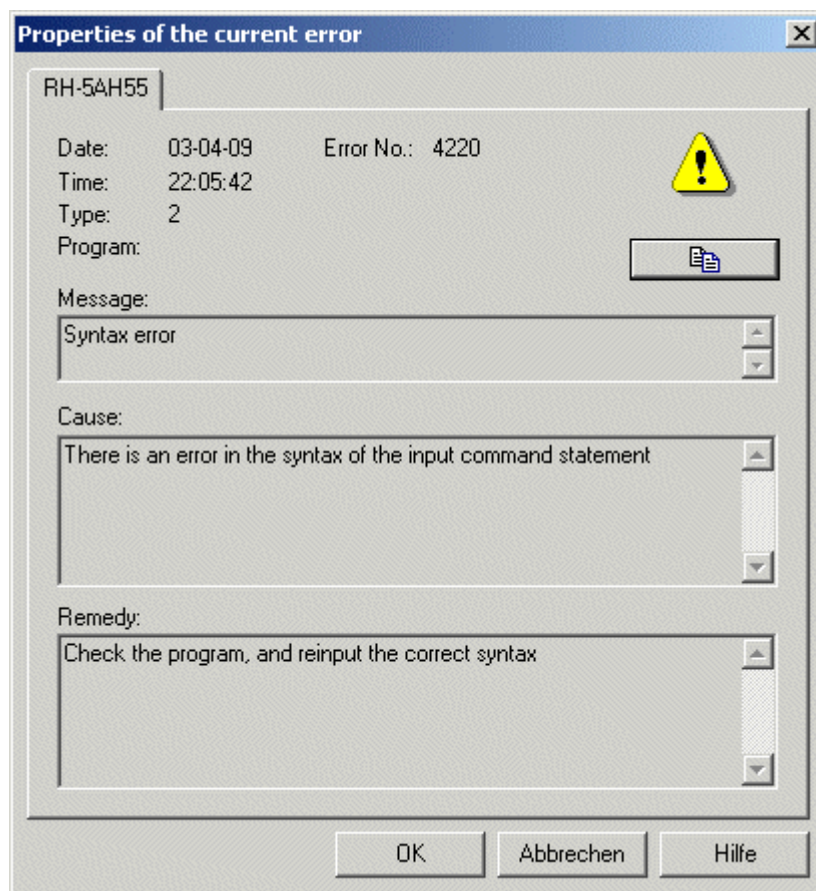 Properties of the current error
RH-5AH55
Date: 03-04-09 Error No.: 4220
Time: 22:05:42
Type: 2
Program:
Message:
Syntax error
Cause:
There is an error in the syntax of the input command statement
Remedy:
Check the program, and reinput the correct syntax
OK Abbrechen Hilfe